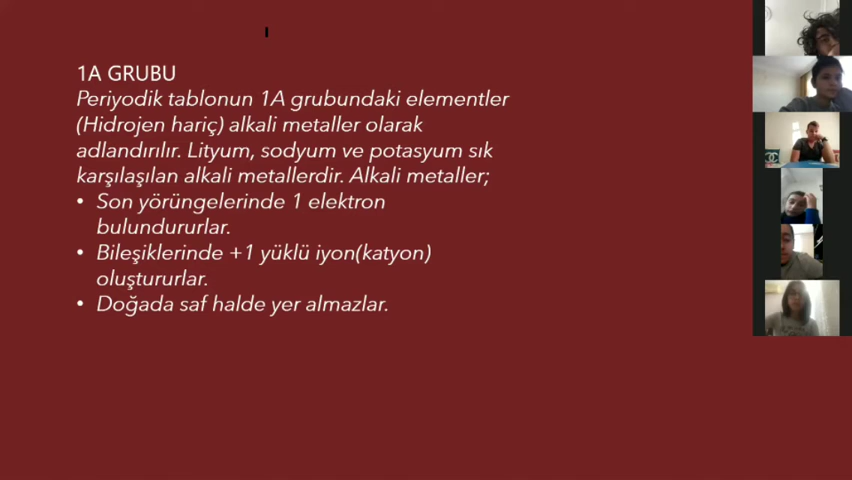 1A GRUBU
Periyodik tablonun 1A grubundaki elementler
(Hidrojen hariç) alkali metaller olarak
adlandırılır. Lityum, sodyum ve potasyum sık
karşılaşılan alkali metallerdir. Alkali metaller;
• Son yörüngelerinde 1 elektron
bulundururlar.
• Bileşiklerinde +1 yüklü iyon(katyon)
oluştururlar.
• Doğada saf halde yer almazlar.